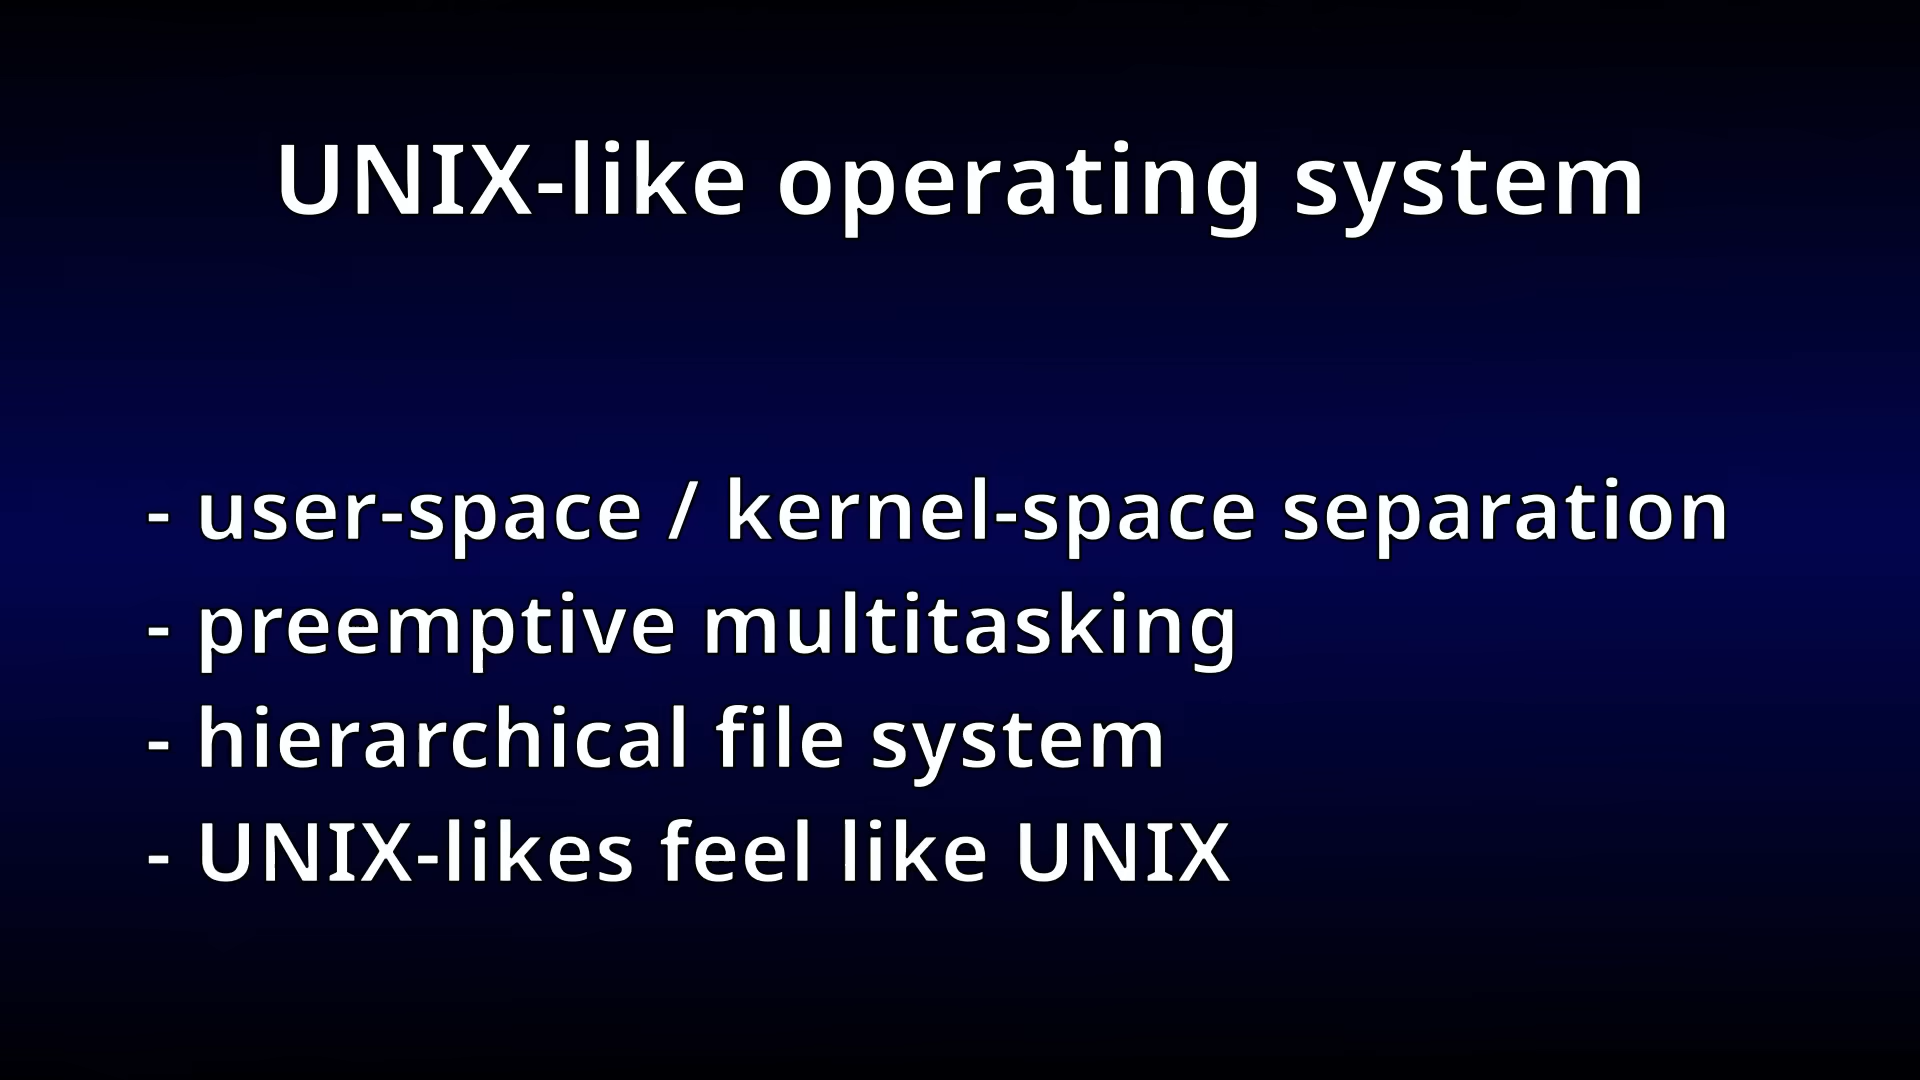 UNIX-like operating system
- user-space / kernel-space separation
- preemptive multitasking
- hierarchical file system
- UNIX-likes feel like UNIX